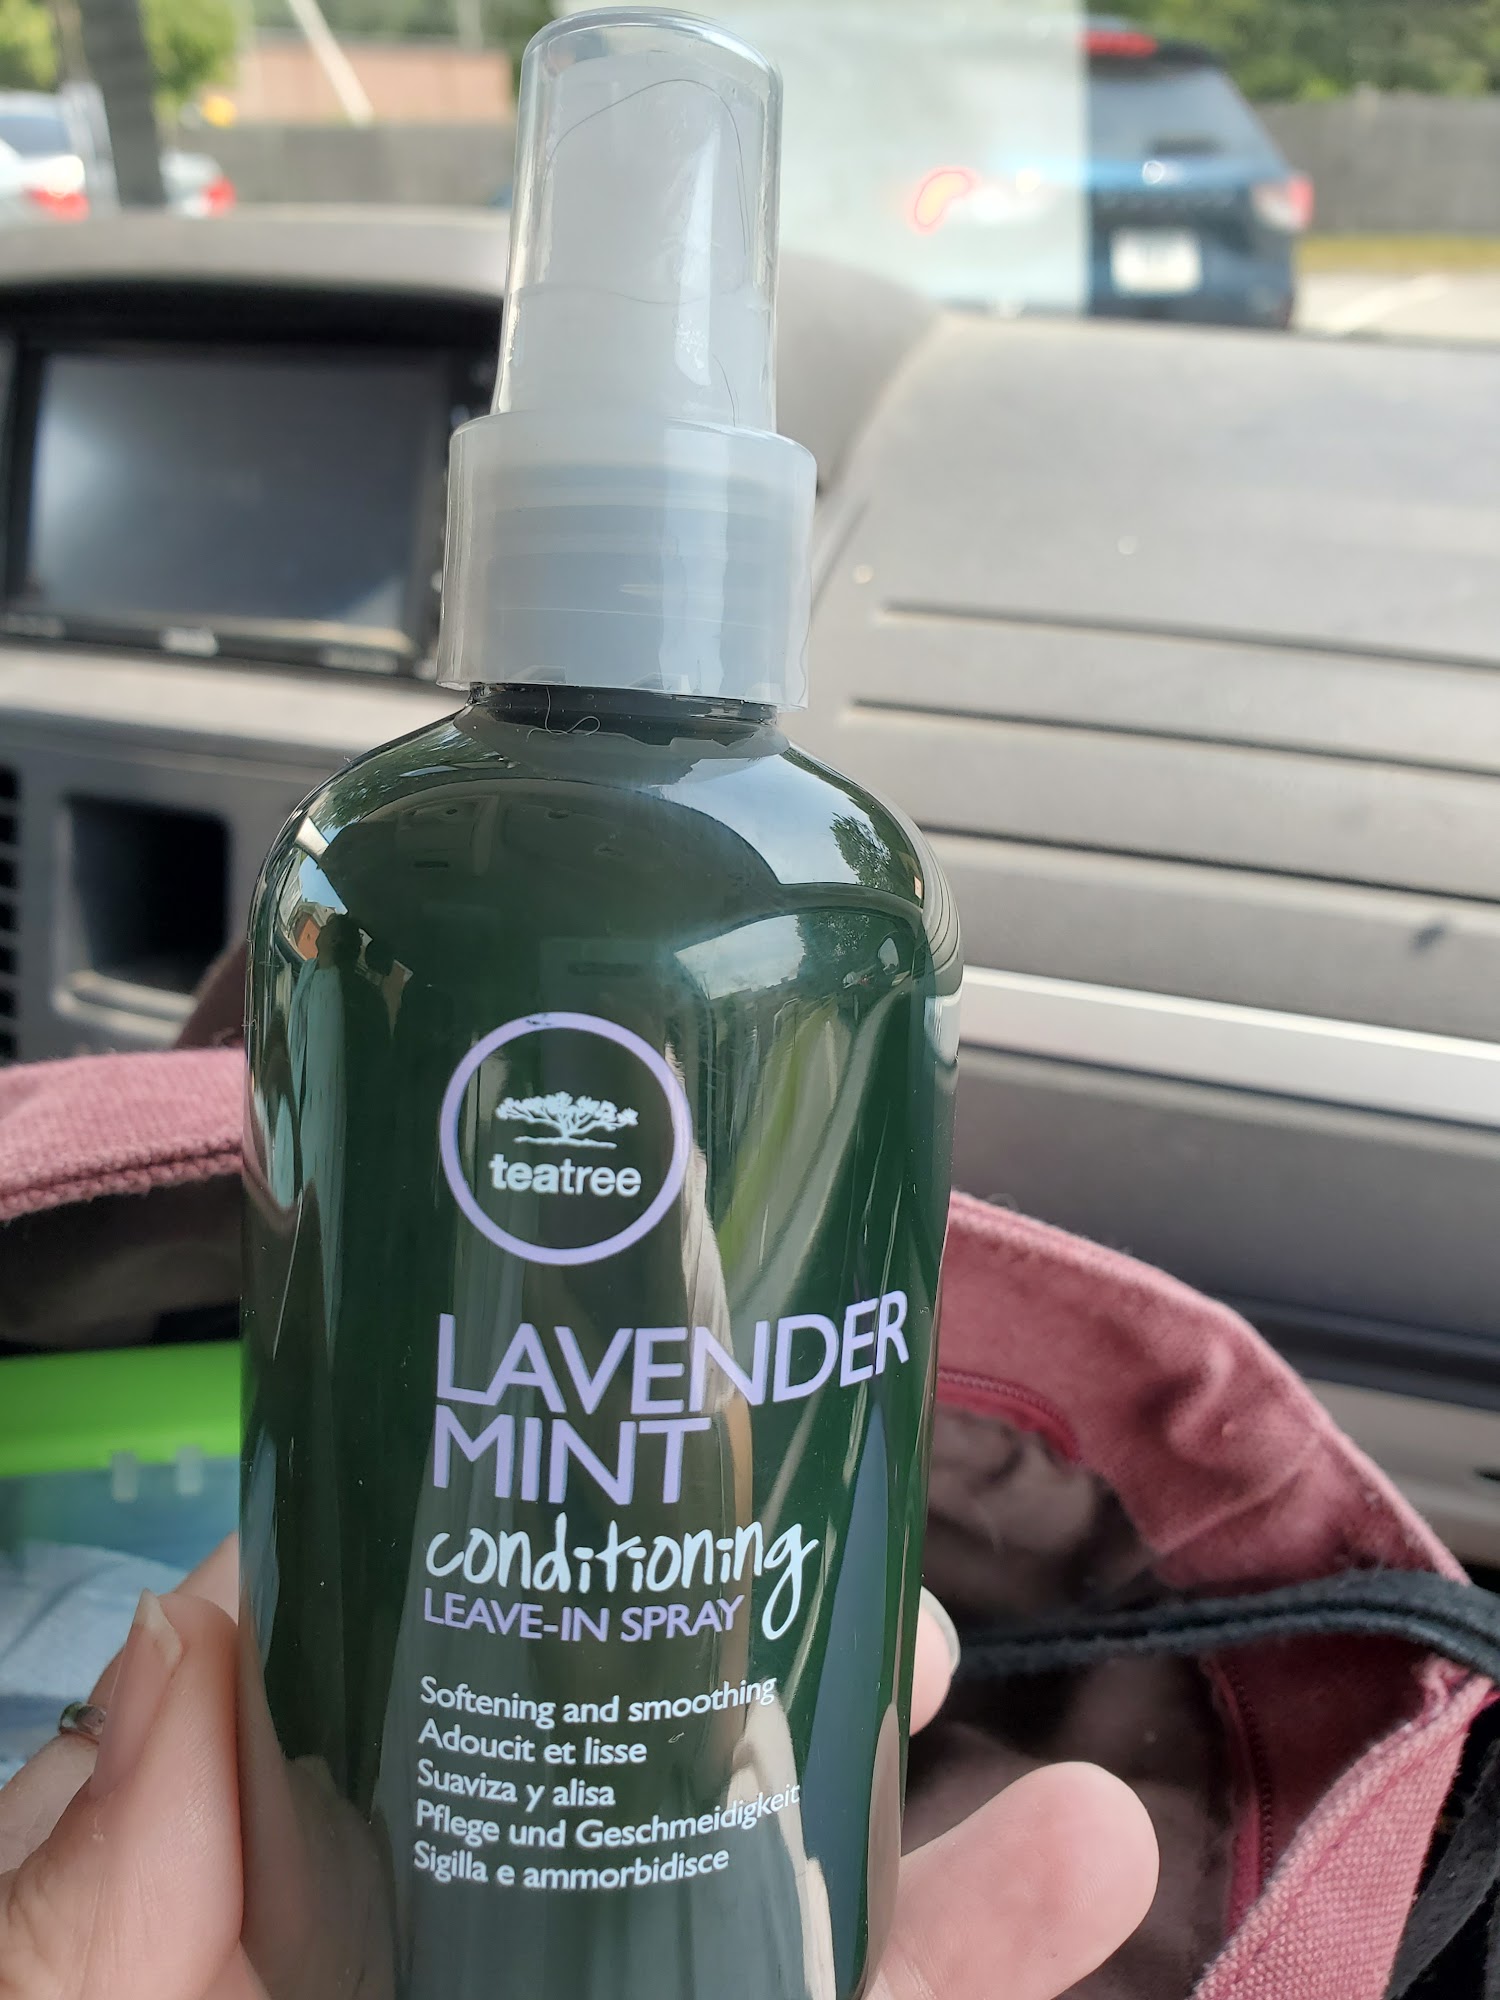 teatree
LAVENDER
MINT
conditioning
LEAVE-IN SPRAY
Softening and smoothing
Adoucit et lisse
Suaviza y alisa
Pflege und Geschmeidigkeit
Sigilla e ammorbidisce